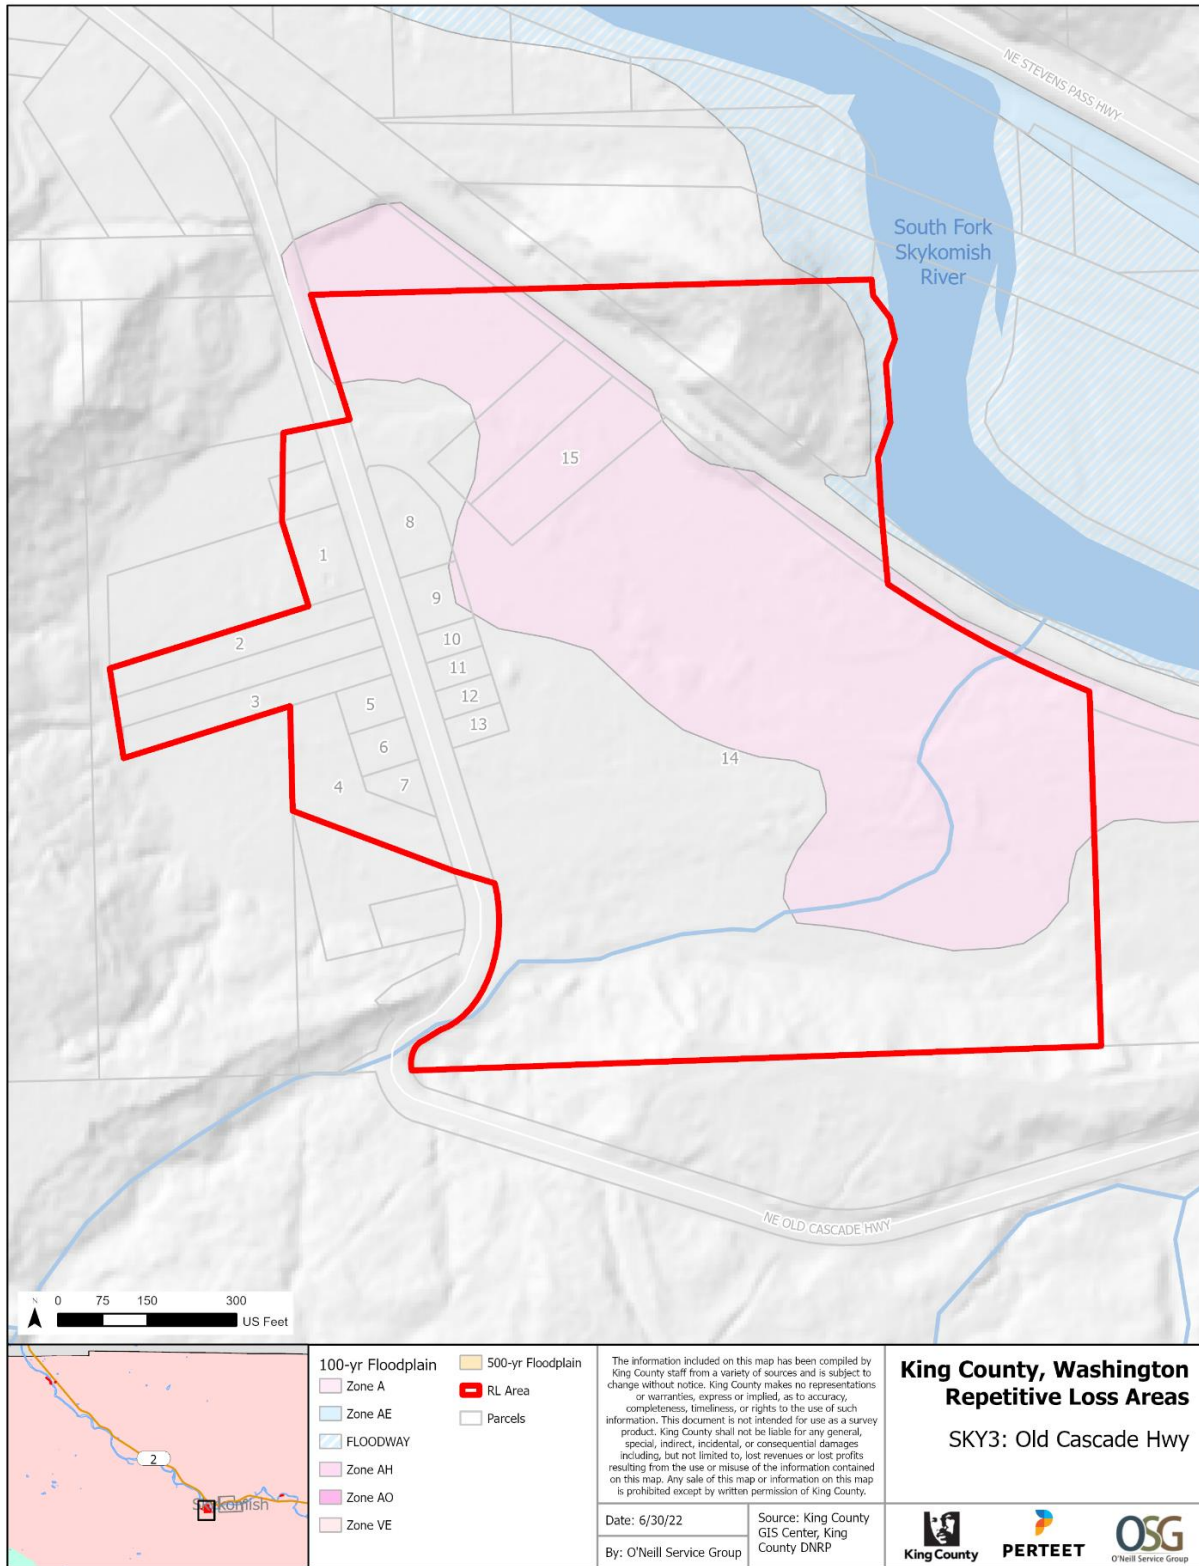 NE STEVENS PASS HWY
South Fork
Skykomish
River
15
8
1
9
2
10
11
3
5
12
13
6
14
4
7
NE OLD CASCADE HWY
N
0 75 150 300
US Feet
2
Skykomish
100-yr Floodplain
Zone A
Zone AE
FLOODWAY
Zone AH
Zone AO
Zone VE
500-yr Floodplain
RL Area
Parcels
The information included on this map has been compiled by
King County staff from a variety of sources and is subject to
change without notice. King County makes no representations
or warranties, express or implied, as to accuracy,
completeness, timeliness, or rights to the use of such
information. This document is not intended for use as a survey
product. King County shall not be liable for any general,
special, indirect, incidental, or consequential damages
including, but not limited to, lost revenues or lost profits
resulting from the use or misuse of the information contained
on this map. Any sale of this map or information on this map
is prohibited except by written permission of King County.
Date: 6/30/22
By: O'Neill Service Group
Source: King County
GIS Center, King
County DNRP
King County, Washington
Repetitive Loss Areas
SKY3: Old Cascade Hwy
King County
PERTEET
OSG
O'Neill Service Group